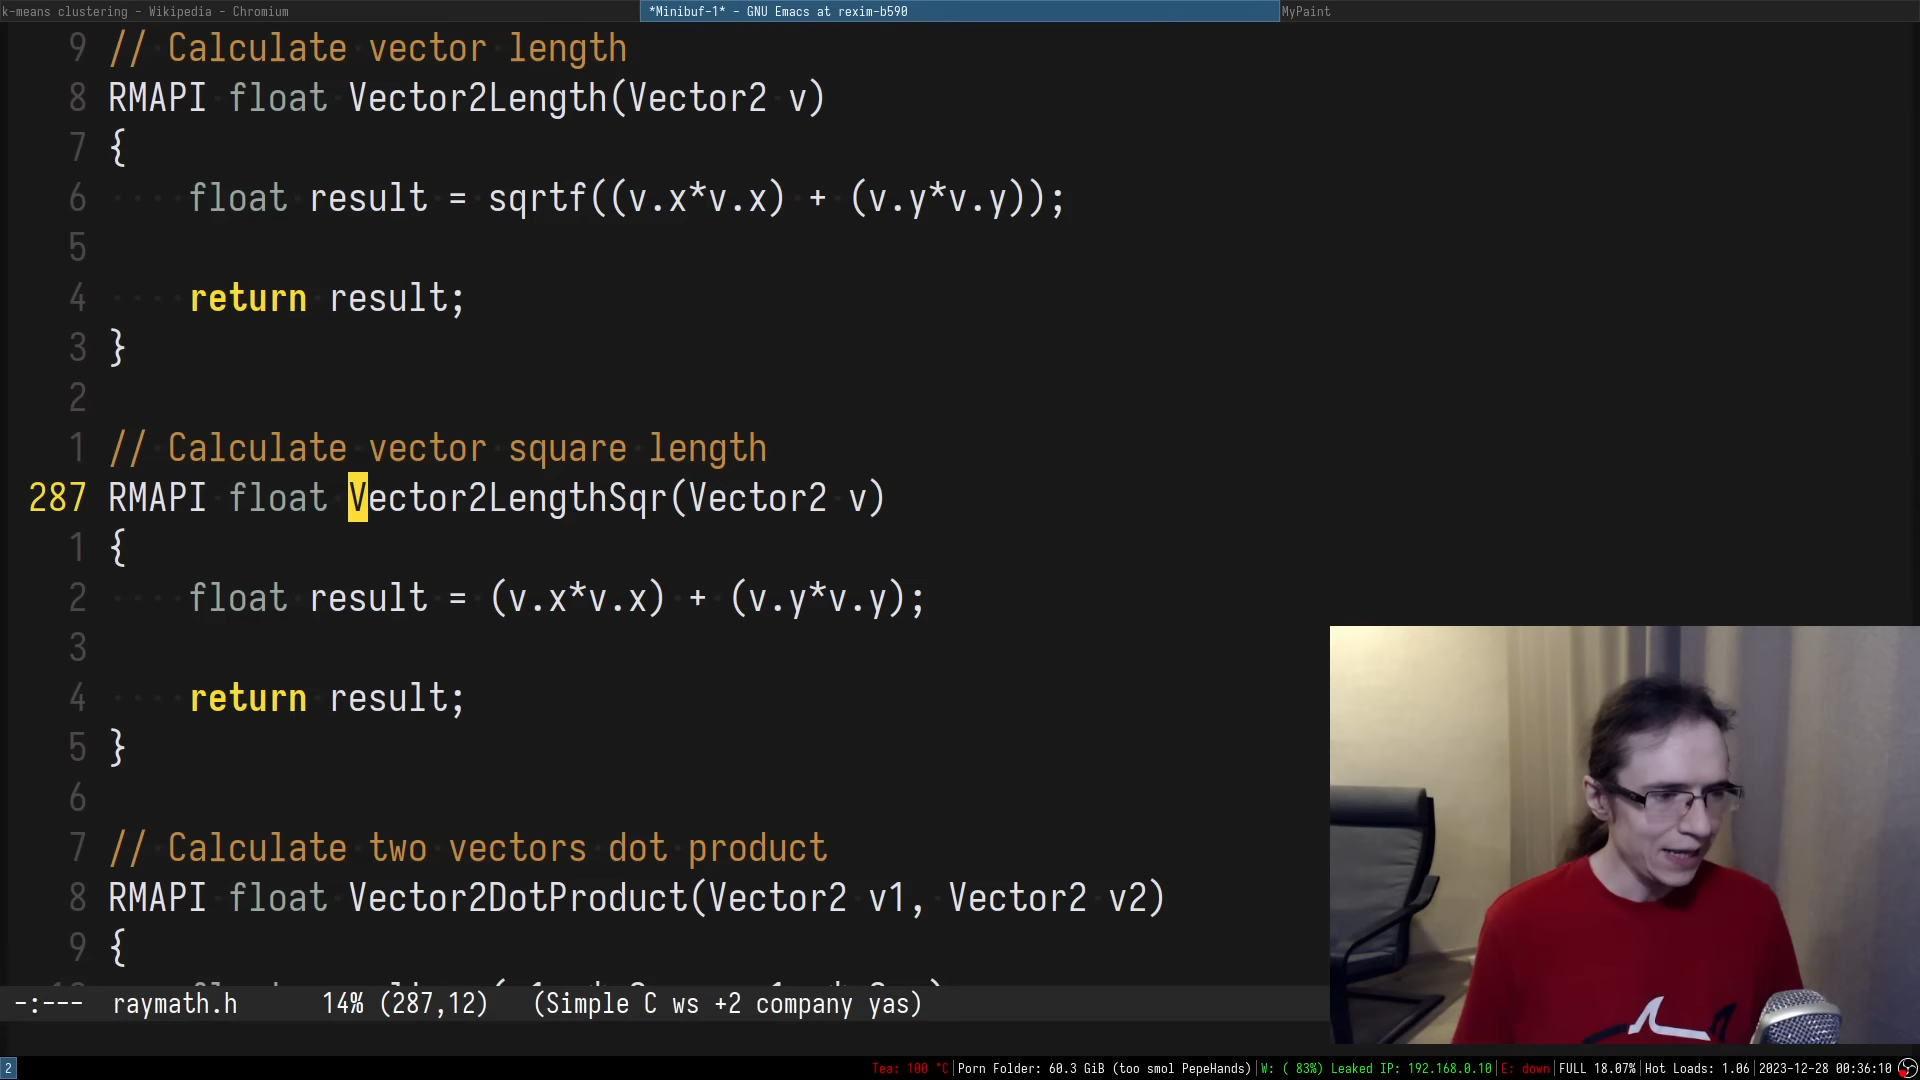 k-means clustering - Wikipedia - Chromium
*Minibuf-1* - GNU Emacs at rexim-b590
MyPaint
9 // Calculate vector length
8 RMAPI float Vector2Length(Vector2 v)
7 {
6 float result = sqrtf((v.x*v.x) + (v.y*v.y));
5
4 return result;
3 }
2
1 // Calculate vector square length
287 RMAPI float Vector2LengthSqr(Vector2 v)
1 {
2 float result = (v.x*v.x) + (v.y*v.y);
3
4 return result;
5 }
6
7 // Calculate two vectors dot product
8 RMAPI float Vector2DotProduct(Vector2 v1, Vector2 v2)
9 {
-:--- raymath.h 14% (287,12) (Simple C ws +2 company yas)
2
Tea: 100 °C|Porn Folder: 60.3 GiB (too smol PepeHands)|W: ( 83%) Leaked IP: 192.168.0.10|E: down|FULL 18.07%|Hot Loads: 1.06|2023-12-28 00:36:10